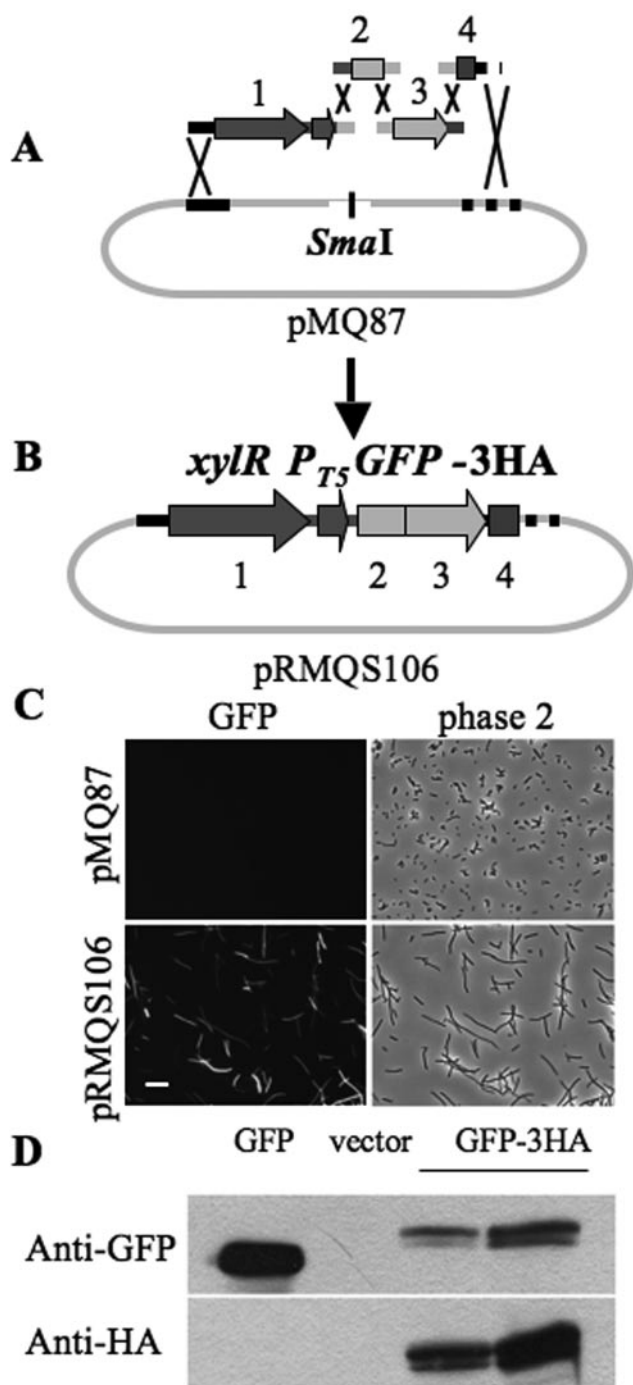 2 4
1 3
A
SmaI
pMQ87
B xylR P_T5 GFP -3HA
1 2 3 4
pRMQS106
C GFP phase 2
pMQ87
pRMQS106
D GFP vector GFP-3HA
Anti-GFP
Anti-HA